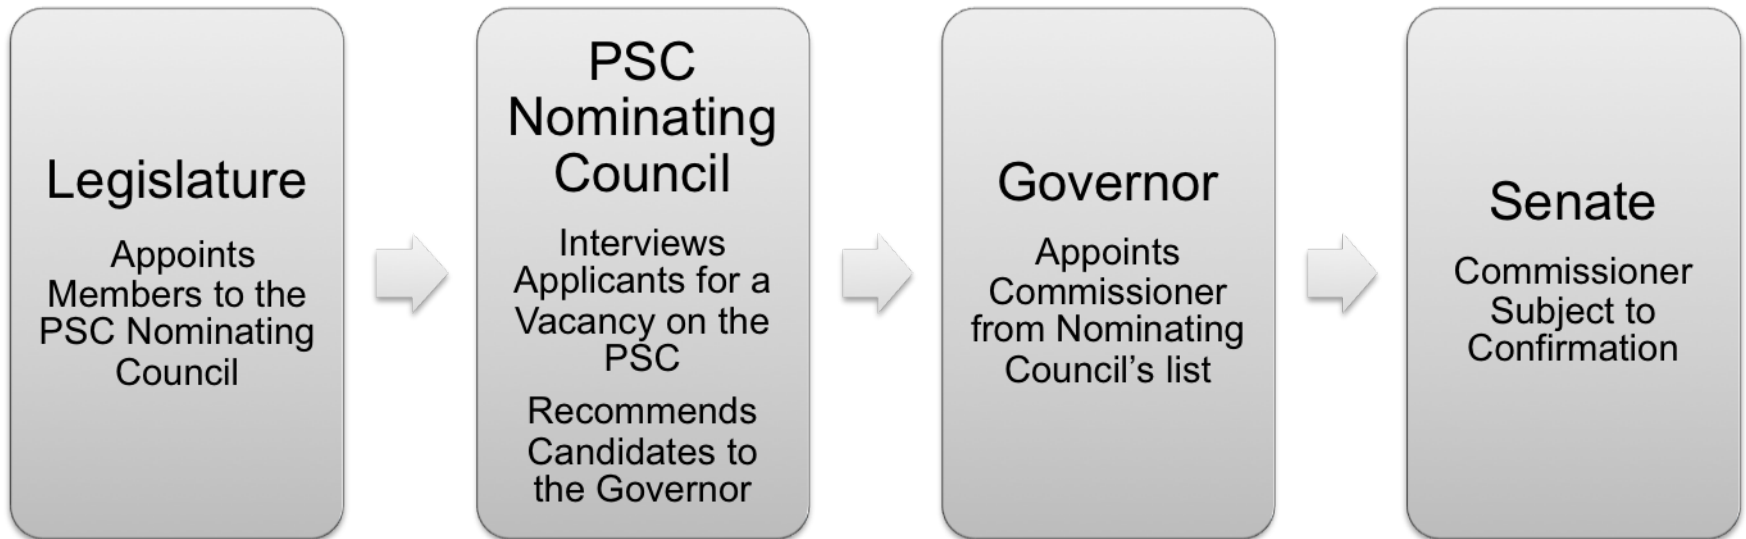 Legislature
Appoints
Members to the
PSC Nominating
Council
PSC
Nominating
Council
Interviews
Applicants for a
Vacancy on the
PSC
Recommends
Candidates to
the Governor
Governor
Appoints
Commissioner
from Nominating
Council’s list
Senate
Commissioner
Subject to
Confirmation